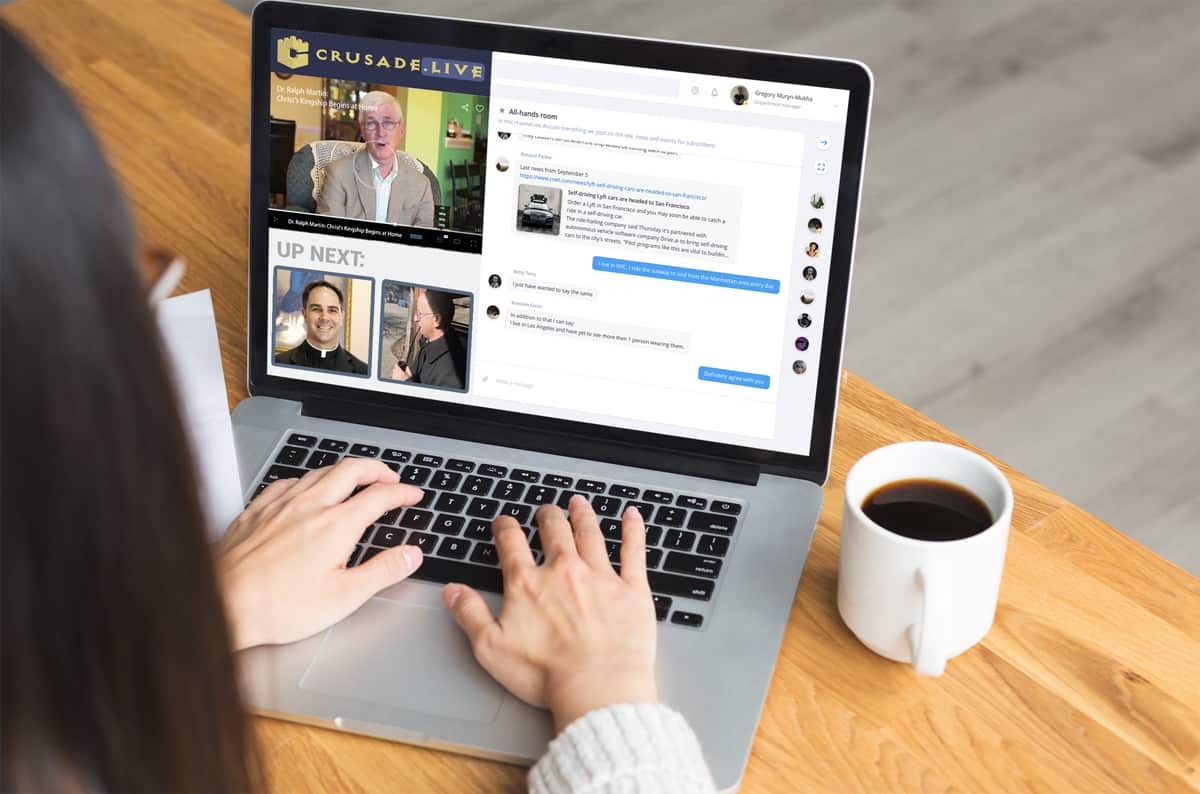 CRUSADE.LIVE
Dr. Ralph Martin:
Christ's Kingship Begins at Home
Dr. Ralph Martin: Christ's Kingship Begins at Home
UP NEXT:
Gregory Muryn-Mukha
department manager
All-hands room
In this channel we discuss everything we post on the site, news and events for subscribers.
Richard Parker
Last news from September 5
https://www.cnet.com/news/lyft-self-driving-cars-are-headed-to-san-francisco/
Self-driving Lyft cars are headed to San Francisco
Order a Lyft in San Francisco and you may soon be able to catch a
ride in a self-driving car.
The ride-hailing company said Thursday it's partnered with
autonomous vehicle software company Drive.ai to bring self-driving
cars to the city's streets. "Pilot programs like this are vital to buildin...
I live in NYC. I ride the subway to and from the Manhattan area every day
Betty Terry
I just have wanted to say the same
In addition to that I can say:
I live in Los Angeles and have yet to see more then 1 person wearing them.
Definitely agree with you
Write a message